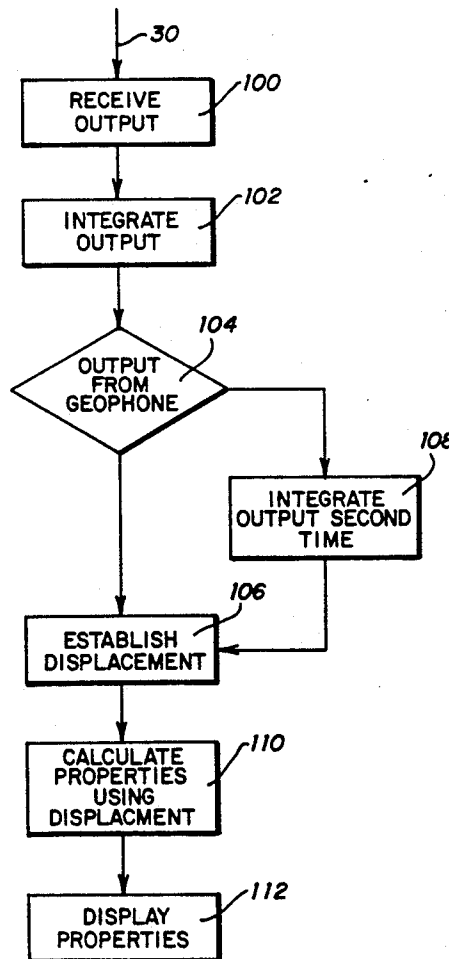 30
RECEIVE
OUTPUT
100
INTEGRATE
OUTPUT
102
OUTPUT
FROM
GEOPHONE
104
INTEGRATE
OUTPUT SECOND
TIME
108
ESTABLISH
DISPLACEMENT
106
CALCULATE
PROPERTIES
USING
DISPLACMENT
110
DISPLAY
PROPERTIES
112